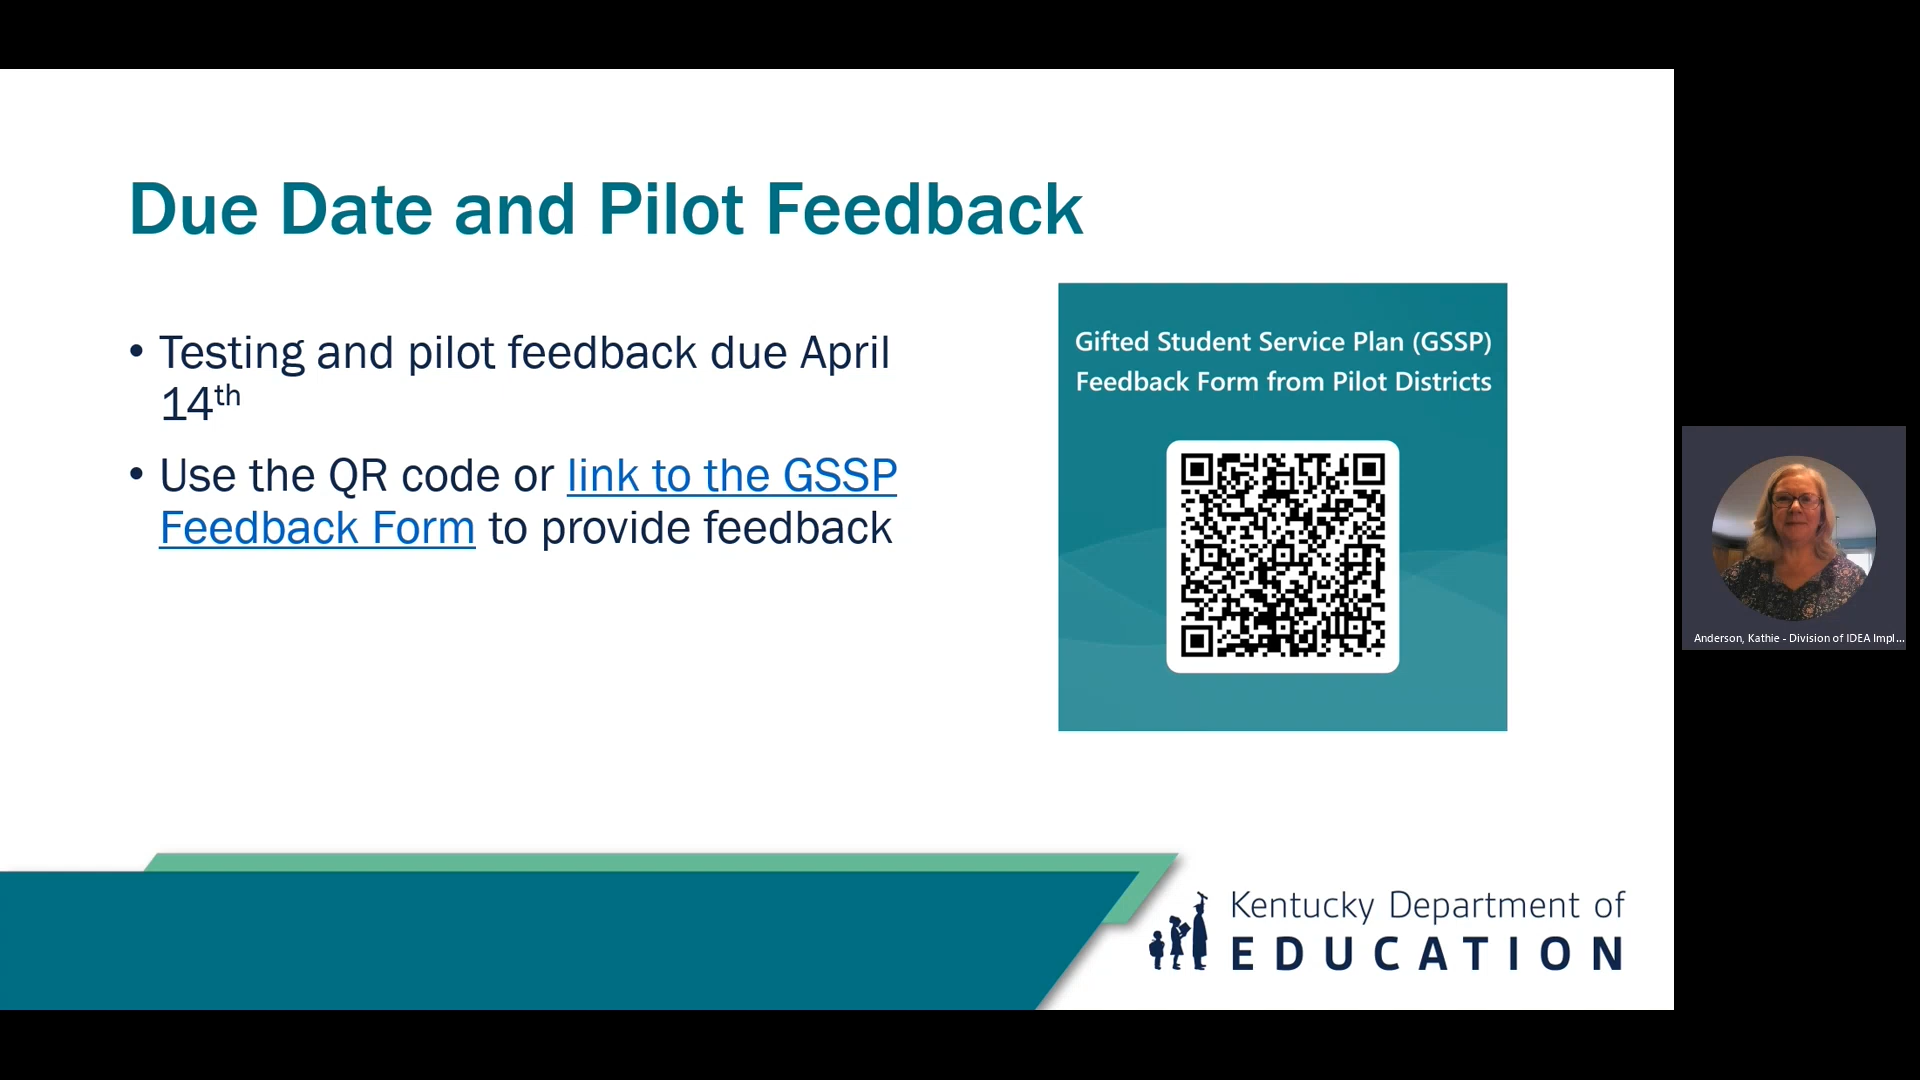 Due Date and Pilot Feedback
• Testing and pilot feedback due April
14th
• Use the QR code or link to the GSSP
Feedback Form to provide feedback
Gifted Student Service Plan (GSSP)
Feedback Form from Pilot Districts
Anderson, Kathie - Division of IDEA Impl...
Kentucky Department of
EDUCATION